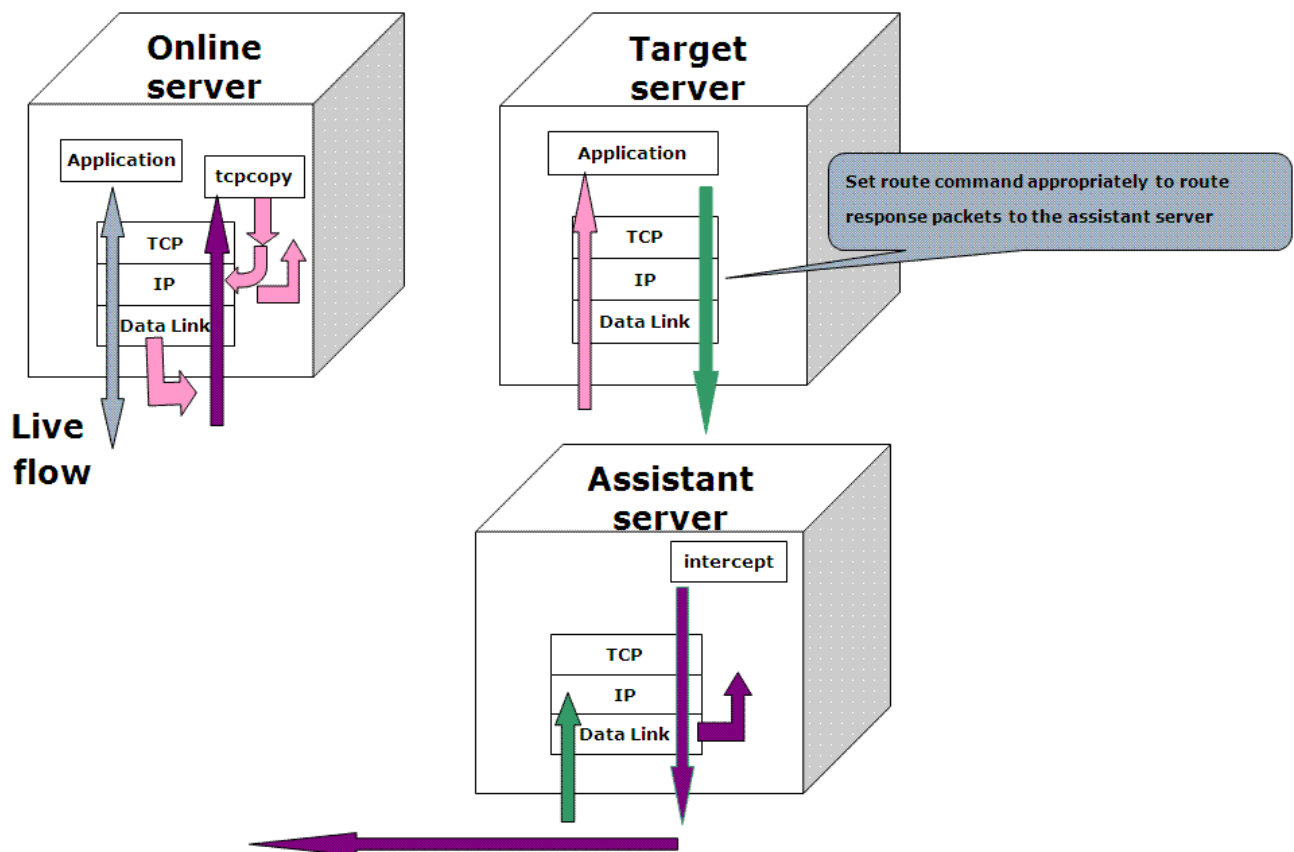 Online
server
Application
tcpcopy
TCP
IP
Data Link
Live
flow
Target
server
Application
TCP
IP
Data Link
Set route command appropriately to route
response packets to the assistant server
Assistant
server
intercept
TCP
IP
Data Link